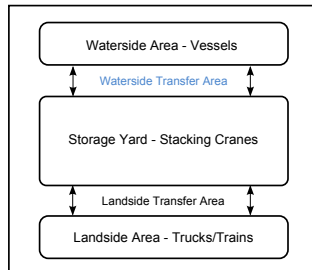 Waterside Area - Vessels
Waterside Transfer Area
Storage Yard - Stacking Cranes
Landside Transfer Area
Landside Area - Trucks/Trains